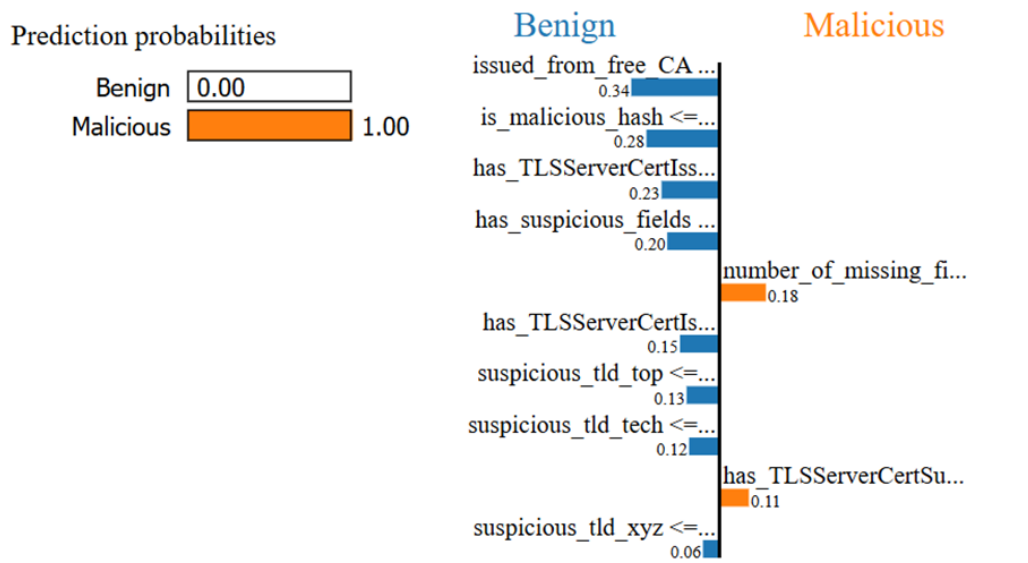 Prediction probabilities
Benign 0.00
Malicious 1.00
Benign Malicious
issued_from_free_CA ...
0.34
is_malicious_hash <=...
0.28
has_TLSServerCertIss...
0.23
has_suspicious_fields ...
0.20
number_of_missing_fi...
0.18
has_TLSServerCertIs...
0.15
suspicious_tld_top <=...
0.13
suspicious_tld_tech <=...
0.12
has_TLSServerCertSu...
0.11
suspicious_tld_xyz <=...
0.06